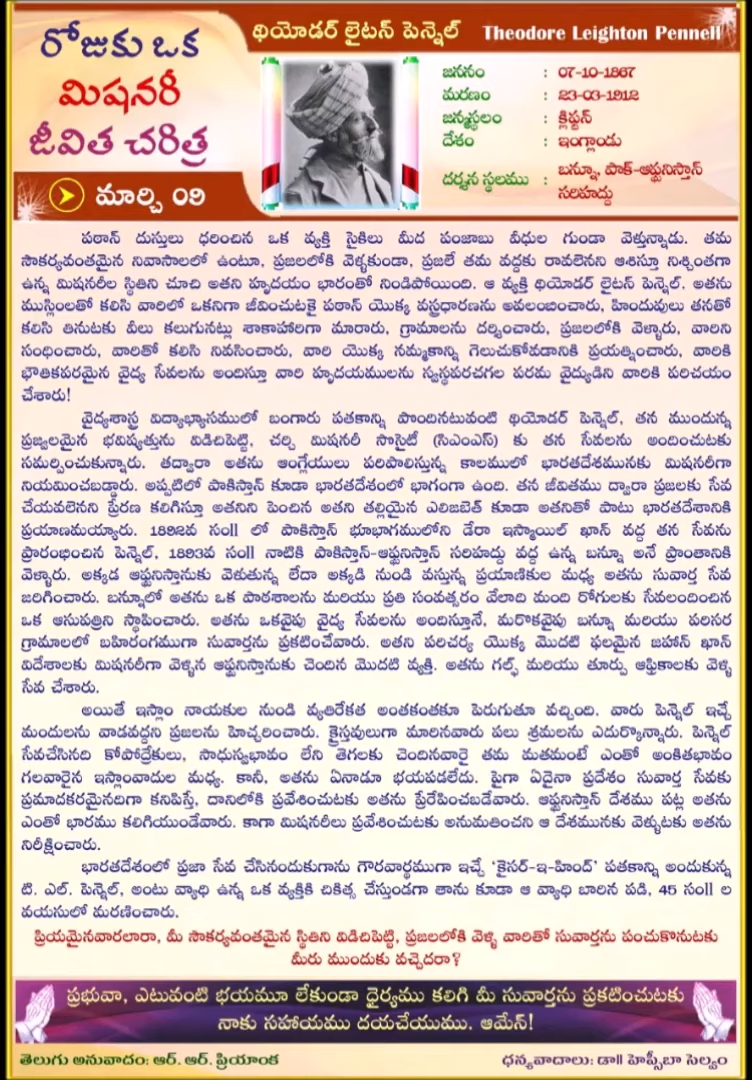 రోజుకు ఒక
మిషనరీ
జీవిత చరిత్ర
మార్చి 09
థియోడర్ లైటన్ పెన్నెల్ Theodore Leighton Pennell
జననం : 07-10-1867
మరణం : 23-03-1912
జన్మస్థలం : క్లిఫ్టన్
దేశం : ఇంగ్లాండు
దర్శన స్థలము : బన్నూ, పాక్-ఆఫ్ఘనిస్తాన్
సరిహద్దు
పఠాన్ దుస్తులు ధరించిన ఒక వ్యక్తి సైకిలు మీద పంజాబు వీధుల గుండా వెళ్తున్నాడు. తమ
సౌకర్యవంతమైన నివాసాలలో ఉంటూ, ప్రజలలోకి వెళ్ళకుండా, ప్రజలే తమ వద్దకు రావలెనని ఆశిస్తూ నిశ్చింతగా
ఉన్న మిషనరీల స్థితిని చూచి అతని హృదయం భారంతో నిండిపోయింది. ఆ వ్యక్తి థియోడర్ లైటన్ పెన్నెల్. అతను
ముస్లింలతో కలిసి వారిలో ఒకనిగా జీవించుటకై పఠాన్ యొక్క వస్త్రధారణను అవలంబించారు, హిందువులు తనతో
కలిసి తినుటకు వీలు కలుగునట్లు శాకాహారిగా మారారు, గ్రామాలను దర్శించారు, ప్రజలలోకి వెళ్ళారు, వారిని
సంధించారు, వారితో కలిసి నివసించారు, వారి యొక్క నమ్మకాన్ని గెలుచుకోవడానికి ప్రయత్నించారు, వారికి
భౌతికపరమైన వైద్య సేవలను అందిస్తూ వారి హృదయములను స్వస్థపరచగల పరమ వైద్యుడిని వారికి పరిచయం
చేశారు!
వైద్యశాస్త్ర విద్యాభ్యాసములో బంగారు పతకాన్ని పొందినటువంటి థియోడర్ పెన్నెల్, తన ముందున్న
ప్రజ్వలమైన భవిష్యత్తును విడిచిపెట్టి, చర్చి మిషనరీ సొసైటీ (సిఎంఎస్) కు తన సేవలను అందించుటకు
సమర్పించుకున్నారు. తద్వారా అతను ఆంగ్లేయులు పరిపాలిస్తున్న కాలములో భారతదేశమునకు మిషనరీగా
నియమించబడ్డారు. అప్పటిలో పాకిస్తాన్ కూడా భారతదేశంలో భాగంగా ఉంది. తన జీవితము ద్వారా ప్రజలకు సేవ
చేయవలెనని ప్రేరణ కలిగిస్తూ అతనిని పెంచిన అతని తల్లియైన ఎలిజబెత్ కూడా అతనితో పాటు భారతదేశానికి
ప్రయాణమయ్యారు. 1892వ సం|| లో పాకిస్తాన్ భూభాగములోని డేరా ఇస్మాయిల్ ఖాన్ వద్ద తన సేవను
ప్రారంభించిన పెన్నెల్, 1893వ సం|| నాటికి పాకిస్తాన్-ఆఫ్ఘనిస్తాన్ సరిహద్దు వద్ద ఉన్న బన్నూ అనే ప్రాంతానికి
వెళ్ళారు. అక్కడ ఆఫ్ఘనిస్తానుకు వెళుతున్న లేదా అక్కడి నుండి వస్తున్న ప్రయాణికుల మధ్య అతను సువార్త సేవ
జరిగించారు. బన్నూలో అతను ఒక పాఠశాలను మరియు ప్రతి సంవత్సరం వేలాది మంది రోగులకు సేవలందించిన
ఒక ఆసుపత్రిని స్థాపించారు. అతను ఒకవైపు వైద్య సేవలను అందిస్తూనే, మరొకవైపు బన్నూ మరియు పరిసర
గ్రామాలలో బహిరంగముగా సువార్తను ప్రకటించేవారు. అతని పరిచర్య యొక్క మొదటి ఫలమైన జహాన్ ఖాన్
విదేశాలకు మిషనరీగా వెళ్ళిన ఆఫ్ఘనిస్తానుకు చెందిన మొదటి వ్యక్తి. అతను గల్ఫ్ మరియు తూర్పు ఆఫ్రికాలకు వెళ్ళి
సేవ చేశారు.
అయితే ఇస్లాం నాయకుల నుండి వ్యతిరేకత అంతకంతకూ పెరుగుతూ వచ్చింది. వారు పెన్నెల్ ఇచ్చే
మందులను వాడవద్దని ప్రజలను హెచ్చరించారు. క్రైస్తవులుగా మారినవారు పలు శ్రమలను ఎదుర్కొన్నారు. పెన్నెల్
సేవచేసినది కోపోద్రేకులు, సాధుస్వభావం లేని తెగలకు చెందినవారై తమ మతమంటే ఎంతో అంకితభావం
గలవారైన ఇస్లాంవాదుల మధ్య. కానీ, అతను ఏనాడూ భయపడలేదు. పైగా ఏదైనా ప్రదేశం సువార్త సేవకు
ప్రమాదకరమైనదిగా కనిపిస్తే, దానిలోకి ప్రవేశించుటకు అతను ప్రేరేపించబడేవారు. ఆఫ్ఘనిస్తాన్ దేశము పట్ల అతను
ఎంతో భారము కలిగియుండేవారు. కాగా మిషనరీలు ప్రవేశించుటకు అనుమతించని ఆ దేశమునకు వెళ్ళుటకు అతను
నిరీక్షించారు.
భారతదేశంలో ప్రజా సేవ చేసినందుకుగాను గౌరవార్థముగా ఇచ్చే ‘కైసర్-ఇ-హింద్’ పతకాన్ని అందుకున్న
టి. ఎల్. పెన్నెల్, అంటు వ్యాధి ఉన్న ఒక వ్యక్తికి చికిత్స చేస్తుండగా తాను కూడా ఆ వ్యాధి బారిన పడి, 45 సం|| ల
వయసులో మరణించారు.
ప్రియమైనవారలారా, మీ సౌకర్యవంతమైన స్థితిని విడిచిపెట్టి, ప్రజలలోకి వెళ్ళి వారితో సువార్తను పంచుకొనుటకు
మీరు ముందుకు వచ్చెదరా?
ప్రభువా, ఎటువంటి భయమూ లేకుండా ధైర్యము కలిగి మీ సువార్తను ప్రకటించుటకు
నాకు సహాయము దయచేయుము. ఆమేన్!
తెలుగు అనువాదం: ఆర్. ఆర్. ప్రియాంక ధన్యవాదాలు: డా|| హెప్సీబా సెల్వం